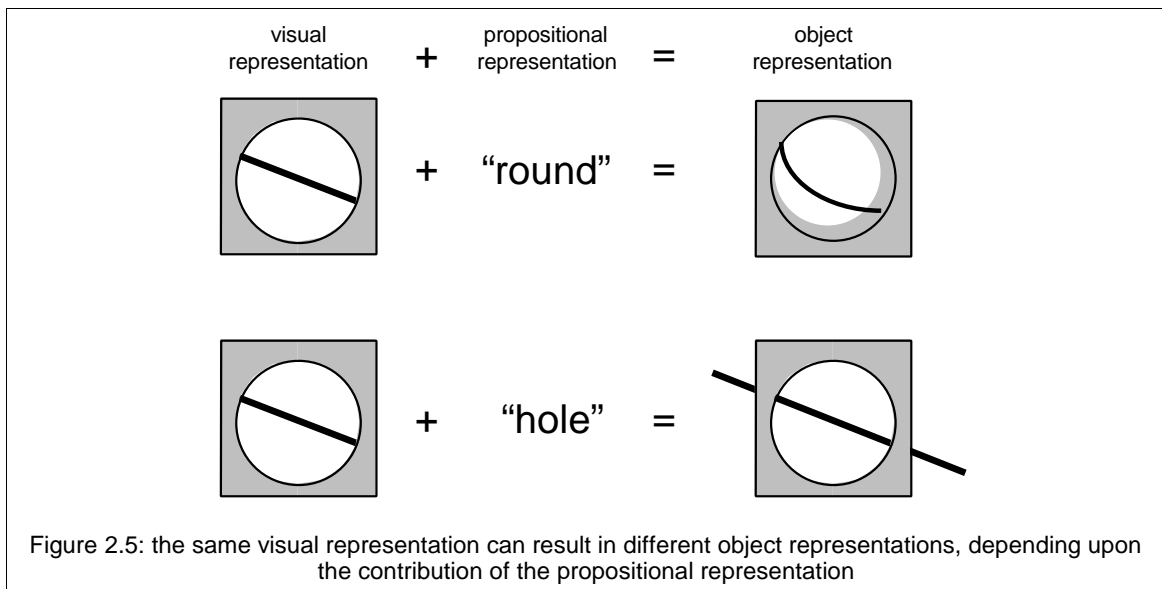 visual representation + propositional representation = object representation
+ “round” =
+ “hole” =
Figure 2.5: the same visual representation can result in different object representations, depending upon
the contribution of the propositional representation